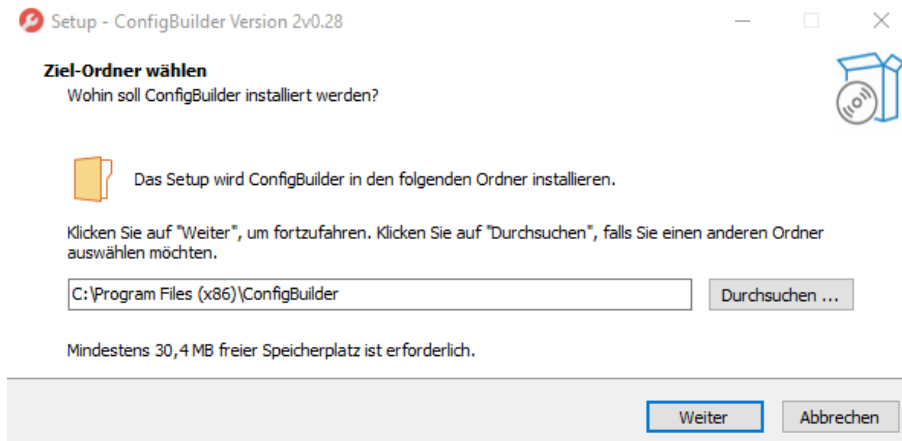 Setup - ConfigBuilder Version 2v0.28
Ziel-Ordner wählen
Wohin soll ConfigBuilder installiert werden?
Das Setup wird ConfigBuilder in den folgenden Ordner installieren.
Klicken Sie auf "Weiter", um fortzufahren. Klicken Sie auf "Durchsuchen", falls Sie einen anderen Ordner
auswählen möchten.
C:\Program Files (x86)\ConfigBuilder
Durchsuchen ...
Mindestens 30,4 MB freier Speicherplatz ist erforderlich.
Weiter
Abbrechen